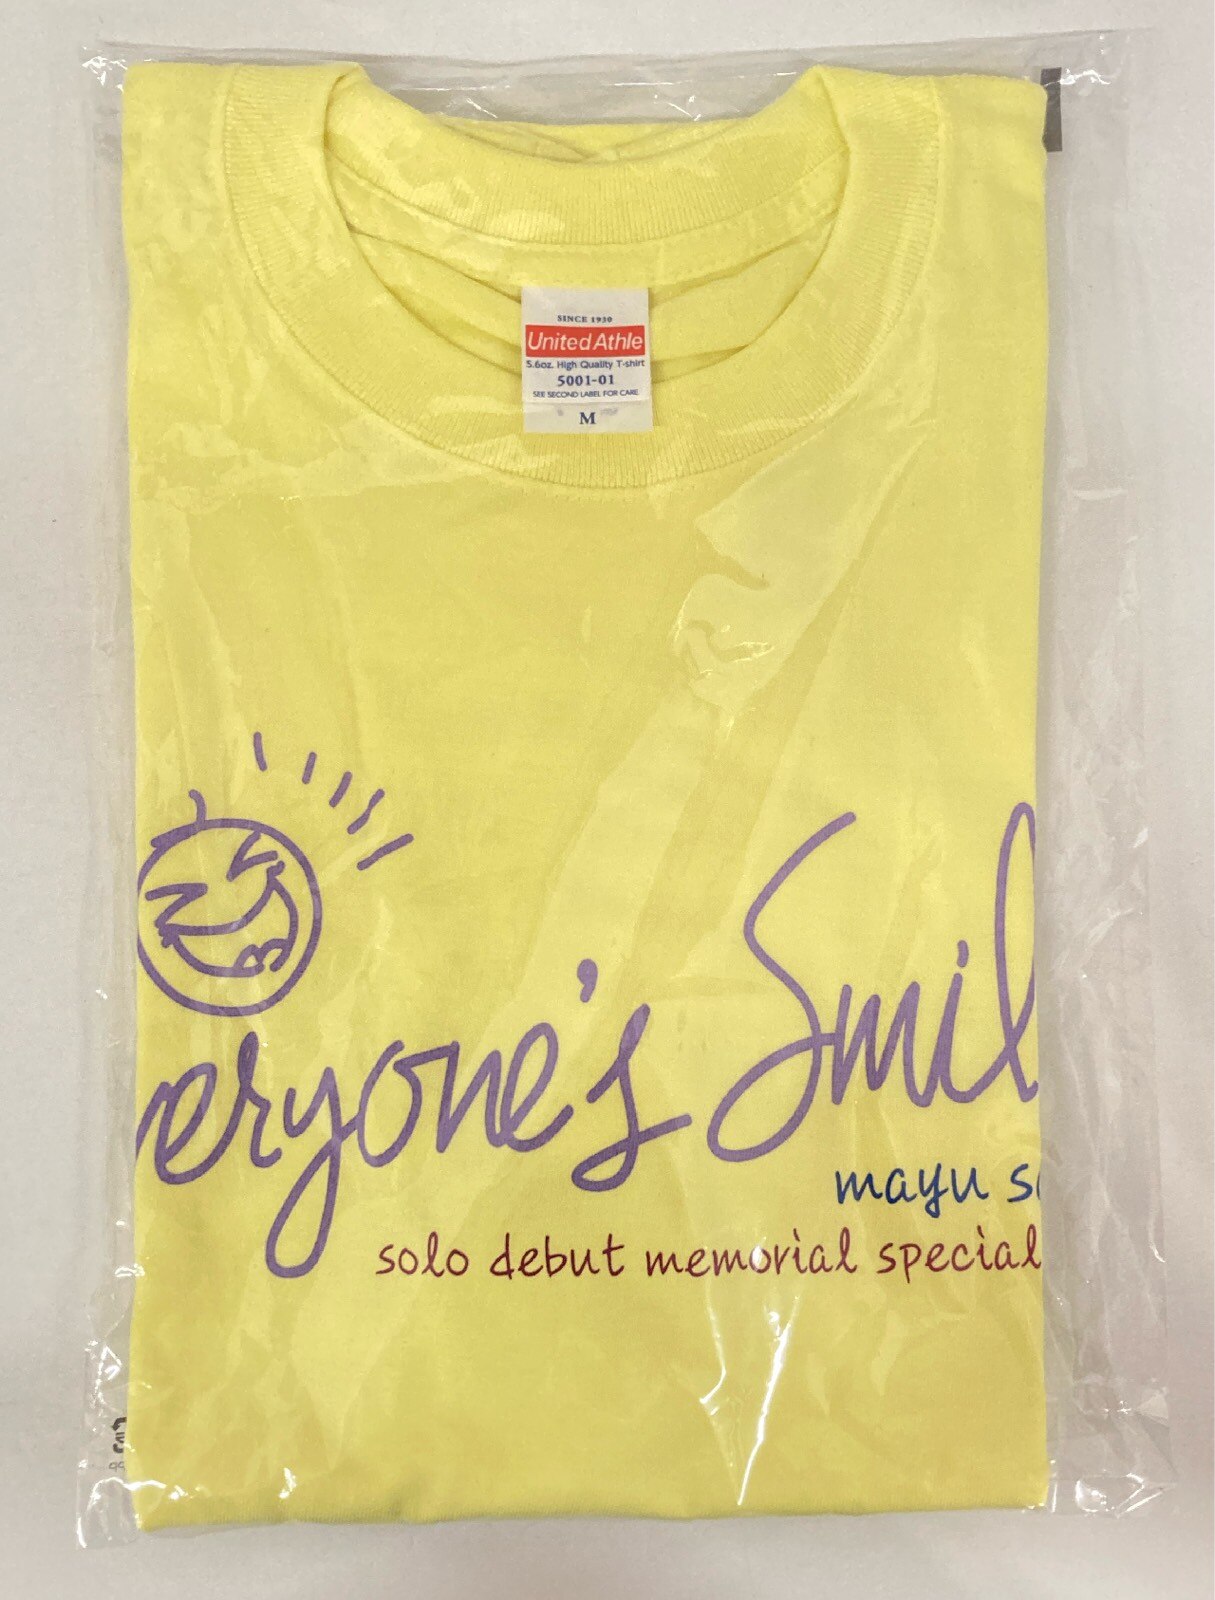 SINCE 1930
United Athle
5.6oz. High Quality T-shirt
5001-01
SEE SECOND LABEL FOR CARE
M
veryone's Smil
mayu s
solo debut memorial special